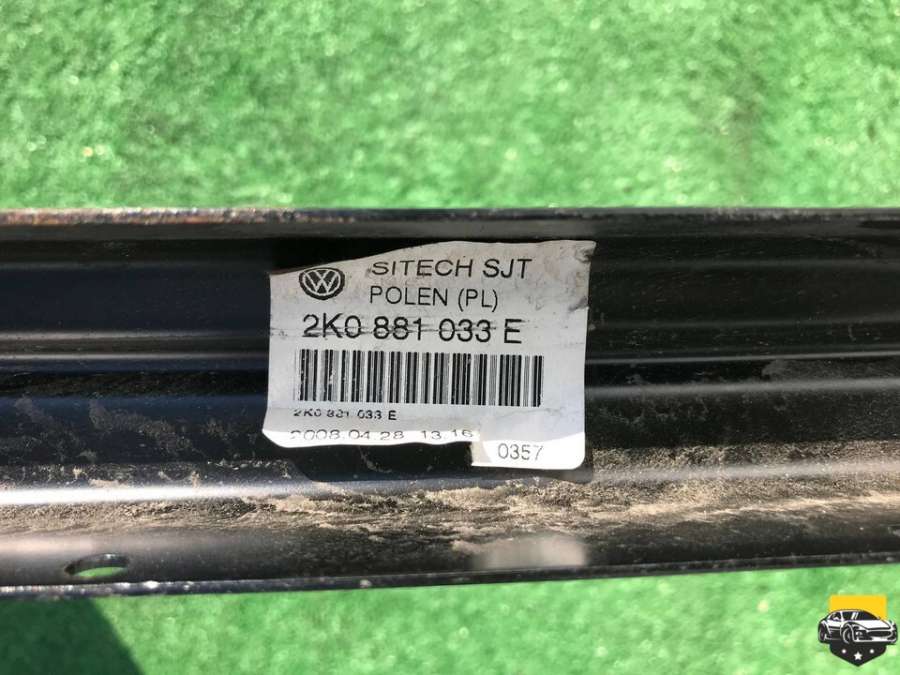 SITECH SJT
POLEN (PL)
2K0 881 033 E
2K0 881 033 E
2008.04.28 13.16
0357